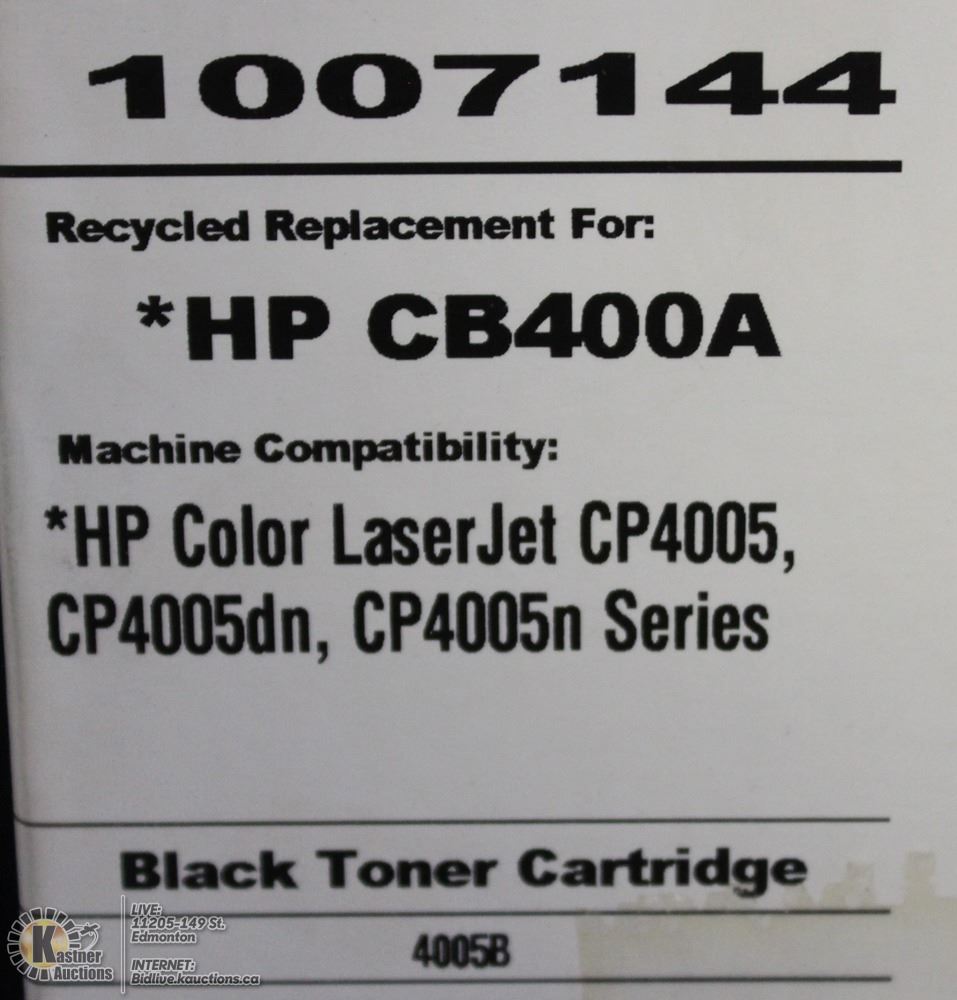 1007144
Recycled Replacement For:
*HP CB400A
Machine Compatibility:
*HP Color LaserJet CP4005,
CP4005dn, CP4005n Series
Black Toner Cartridge
4005B
Kastner
Auctions
LIVE:
11205-149 St.
Edmonton
INTERNET:
Bidlive.kauctions.ca